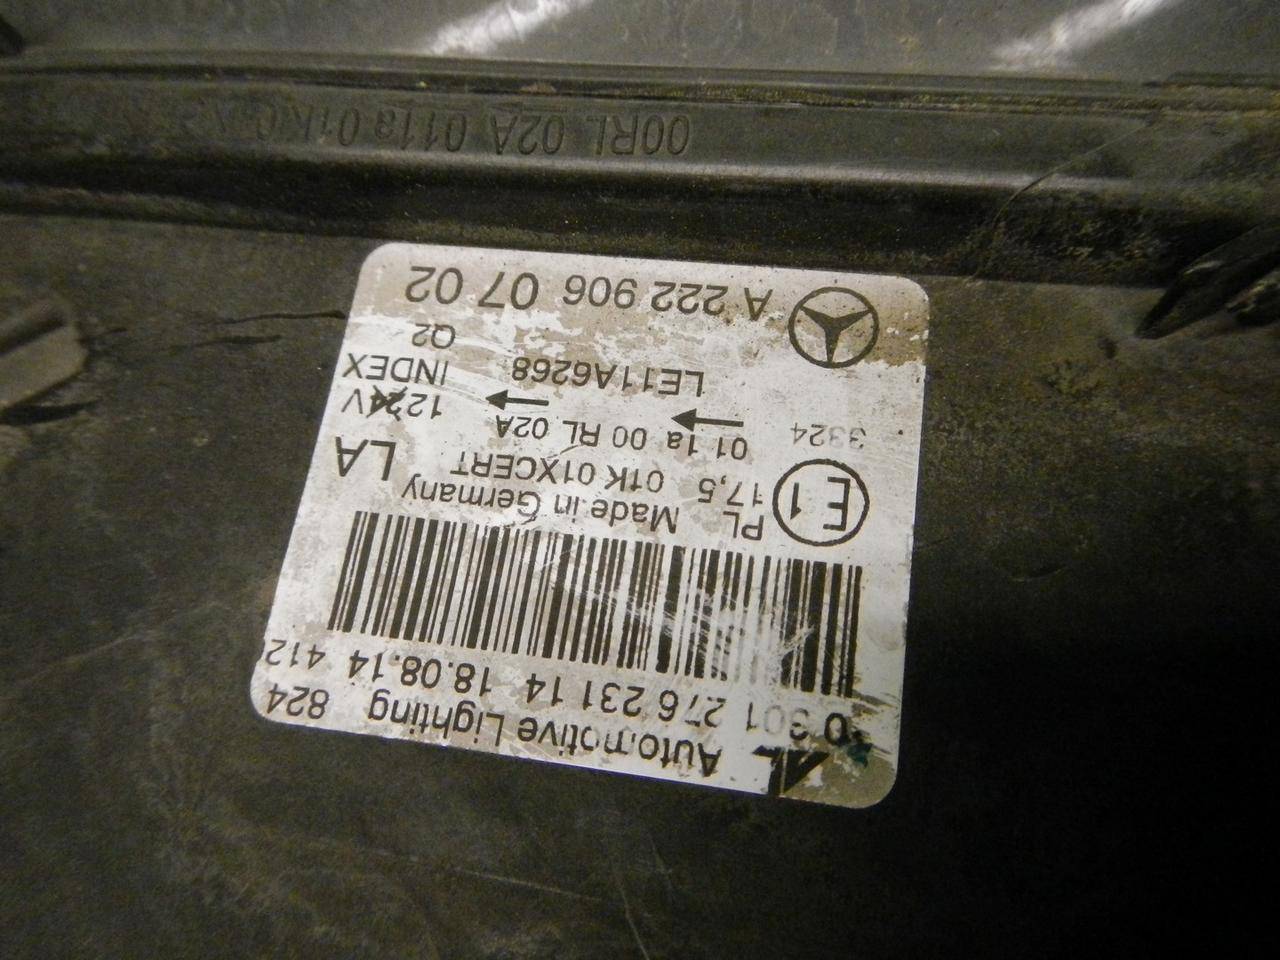 Automotive Lighting 824
0 301 276 231 14 18.08.14 412
PL Made in Germany
E1 17,5 01K 01XCERT LA
01 1a 00 RL 02A 1224V
3324
LE11A6268 INDEX
Q2
A 222 906 07 02
00RL 02A 011a 01K